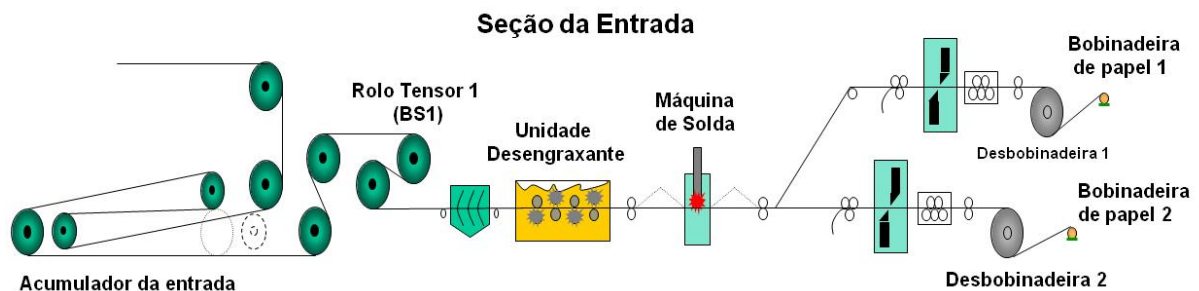 Seção da Entrada
Bobinadeira
de papel 1
Rolo Tensor 1
(BS1)
Máquina
de Solda
Unidade
Desengraxante
Desbobinadeira 1
Bobinadeira
de papel 2
Acumulador da entrada
Desbobinadeira 2